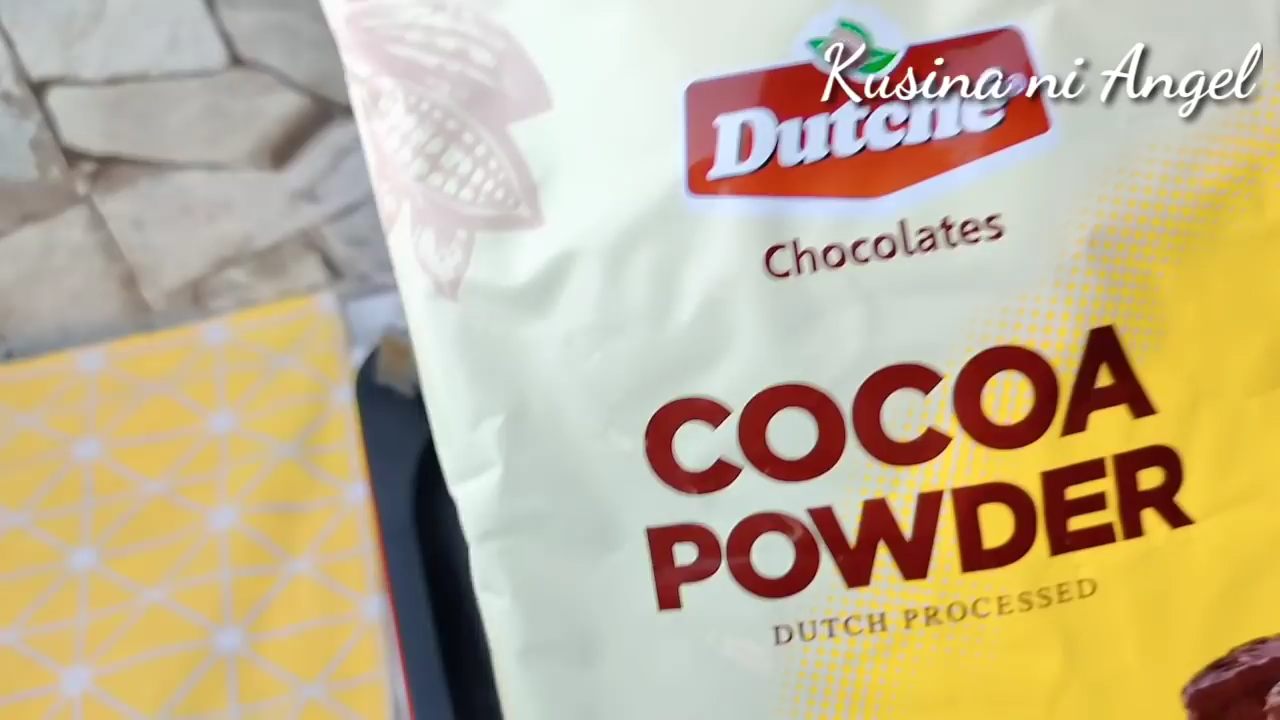 Kusina ni Angel
Dutche
Chocolates
COCOA
POWDER
DUTCH PROCESSED